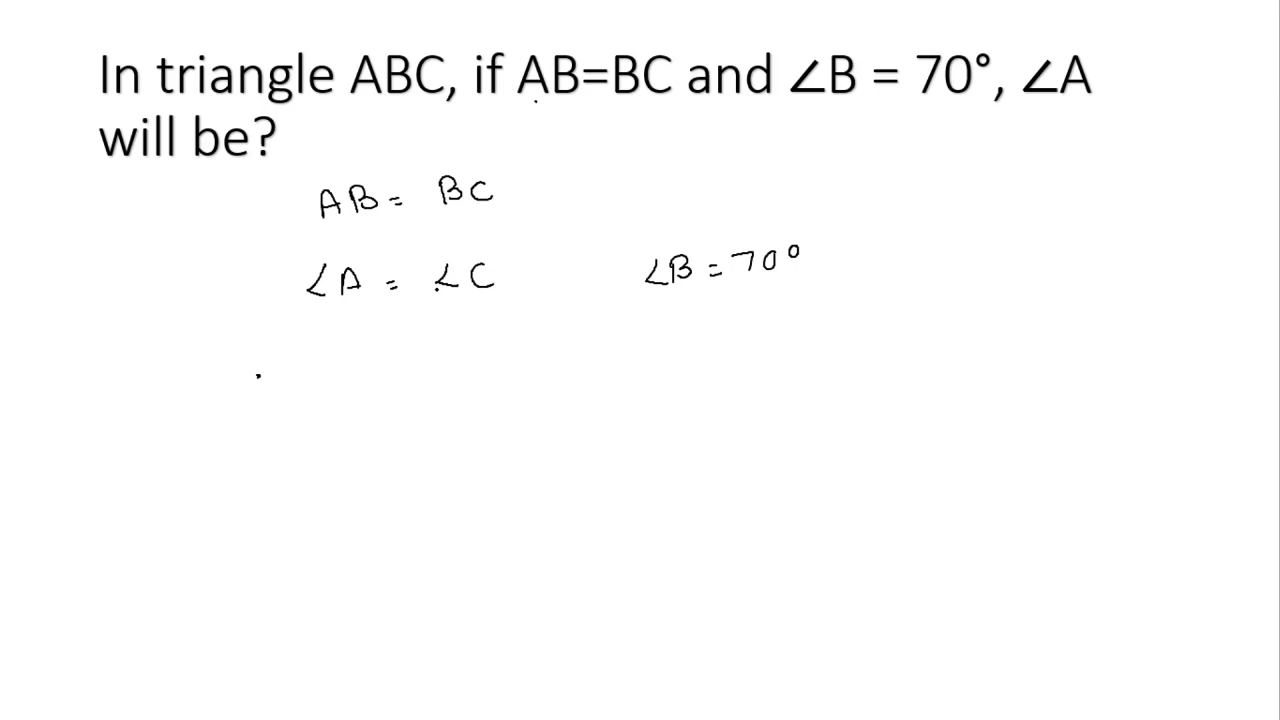 In triangle ABC, if AB=BC and ∠B = 70°, ∠A
will be?
AB = BC
∠A = ∠C ∠B = 70°